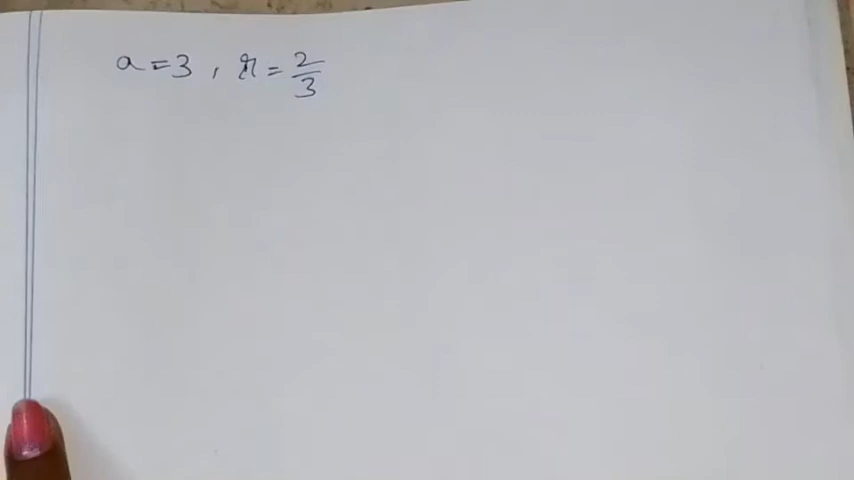 a = 3 , r = 2/3